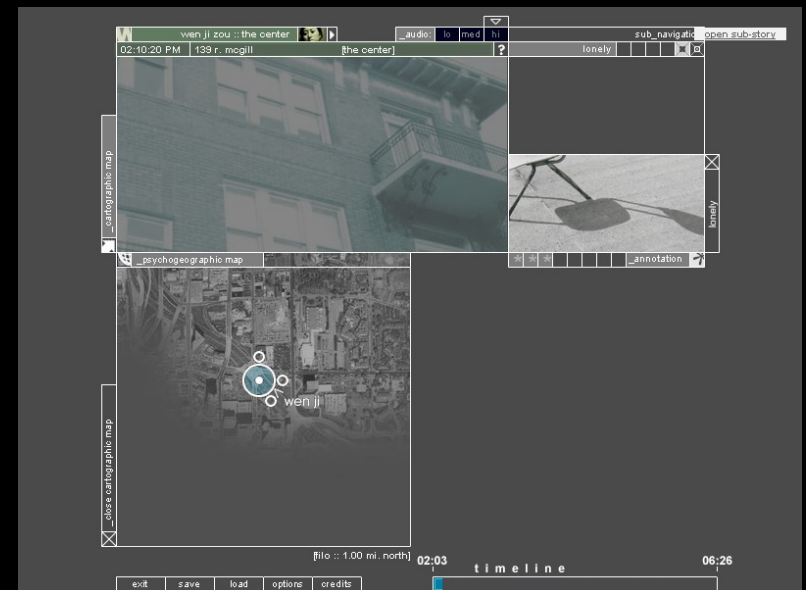 wen ji zou :: the center
_audio: lo med hi
sub_navigatio
open sub-story
02:10:20 PM 139 r. mcgill [the center] ?
lonely
_cartographic map
lonely
_psychogeographic map
_annotation
wen ji
_close cartographic map
[filo :: 1.00 mi. north]
02:03 timeline 06:26
exit save load options credits